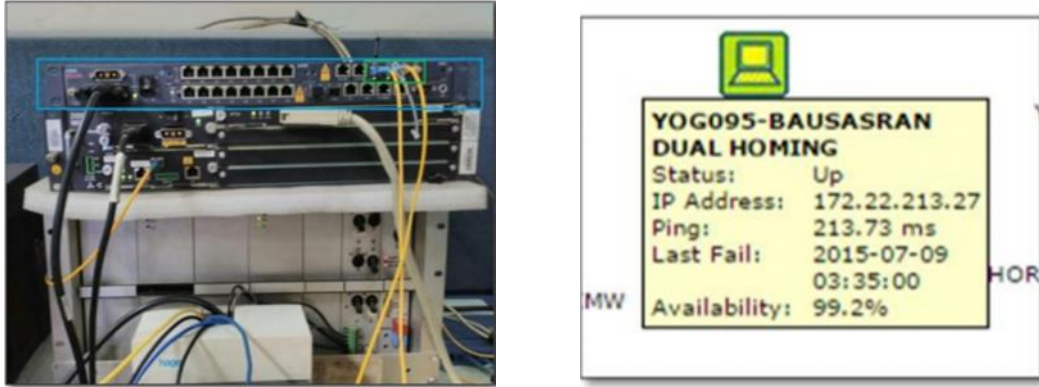 YOG095-BAUSASRAN
DUAL HOMING
Status: Up
IP Address: 172.22.213.27
Ping: 213.73 ms
Last Fail: 2015-07-09
03:35:00
Availability: 99.2%
MW
HOR